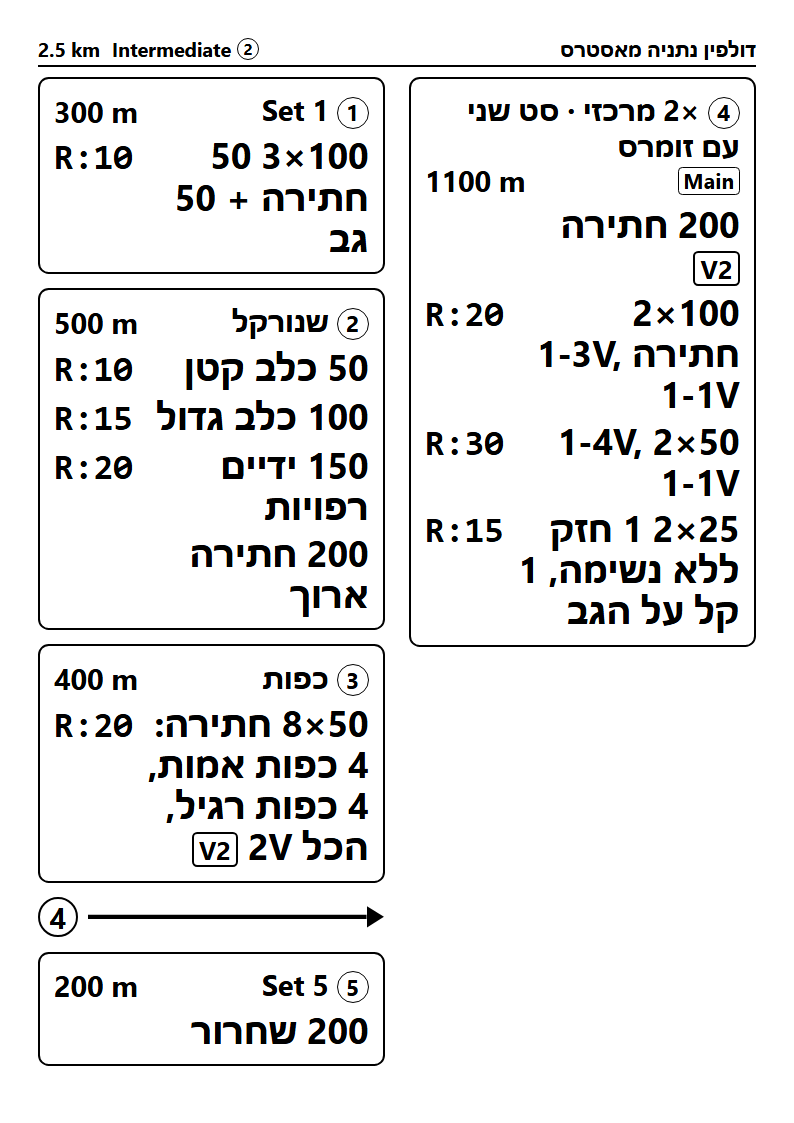 דולפין נתניה מאסטרס
2.5 km Intermediate 2
1 Set 1 300 m
3×100 50 R:10
חתירה + 50
גב
2 שנורקל 500 m
50 כלב קטן R:10
100 כלב גדול R:15
150 ידיים R:20
רפויות
200 חתירה
ארוך
3 כפות 400 m
8×50 חתירה: R:20
4 כפות אמות,
4 כפות רגיל,
הכל 2V V2
4
5 Set 5 200 m
200 שחרור
4 2× מרכזי · סט שני
עם זומרס
Main 1100 m
200 חתירה
V2
2×100 R:20
חתירה 1-3V,
1-1V
2×50 1-4V, R:30
1-1V
2×25 1 חזק R:15
ללא נשימה, 1
קל על הגב